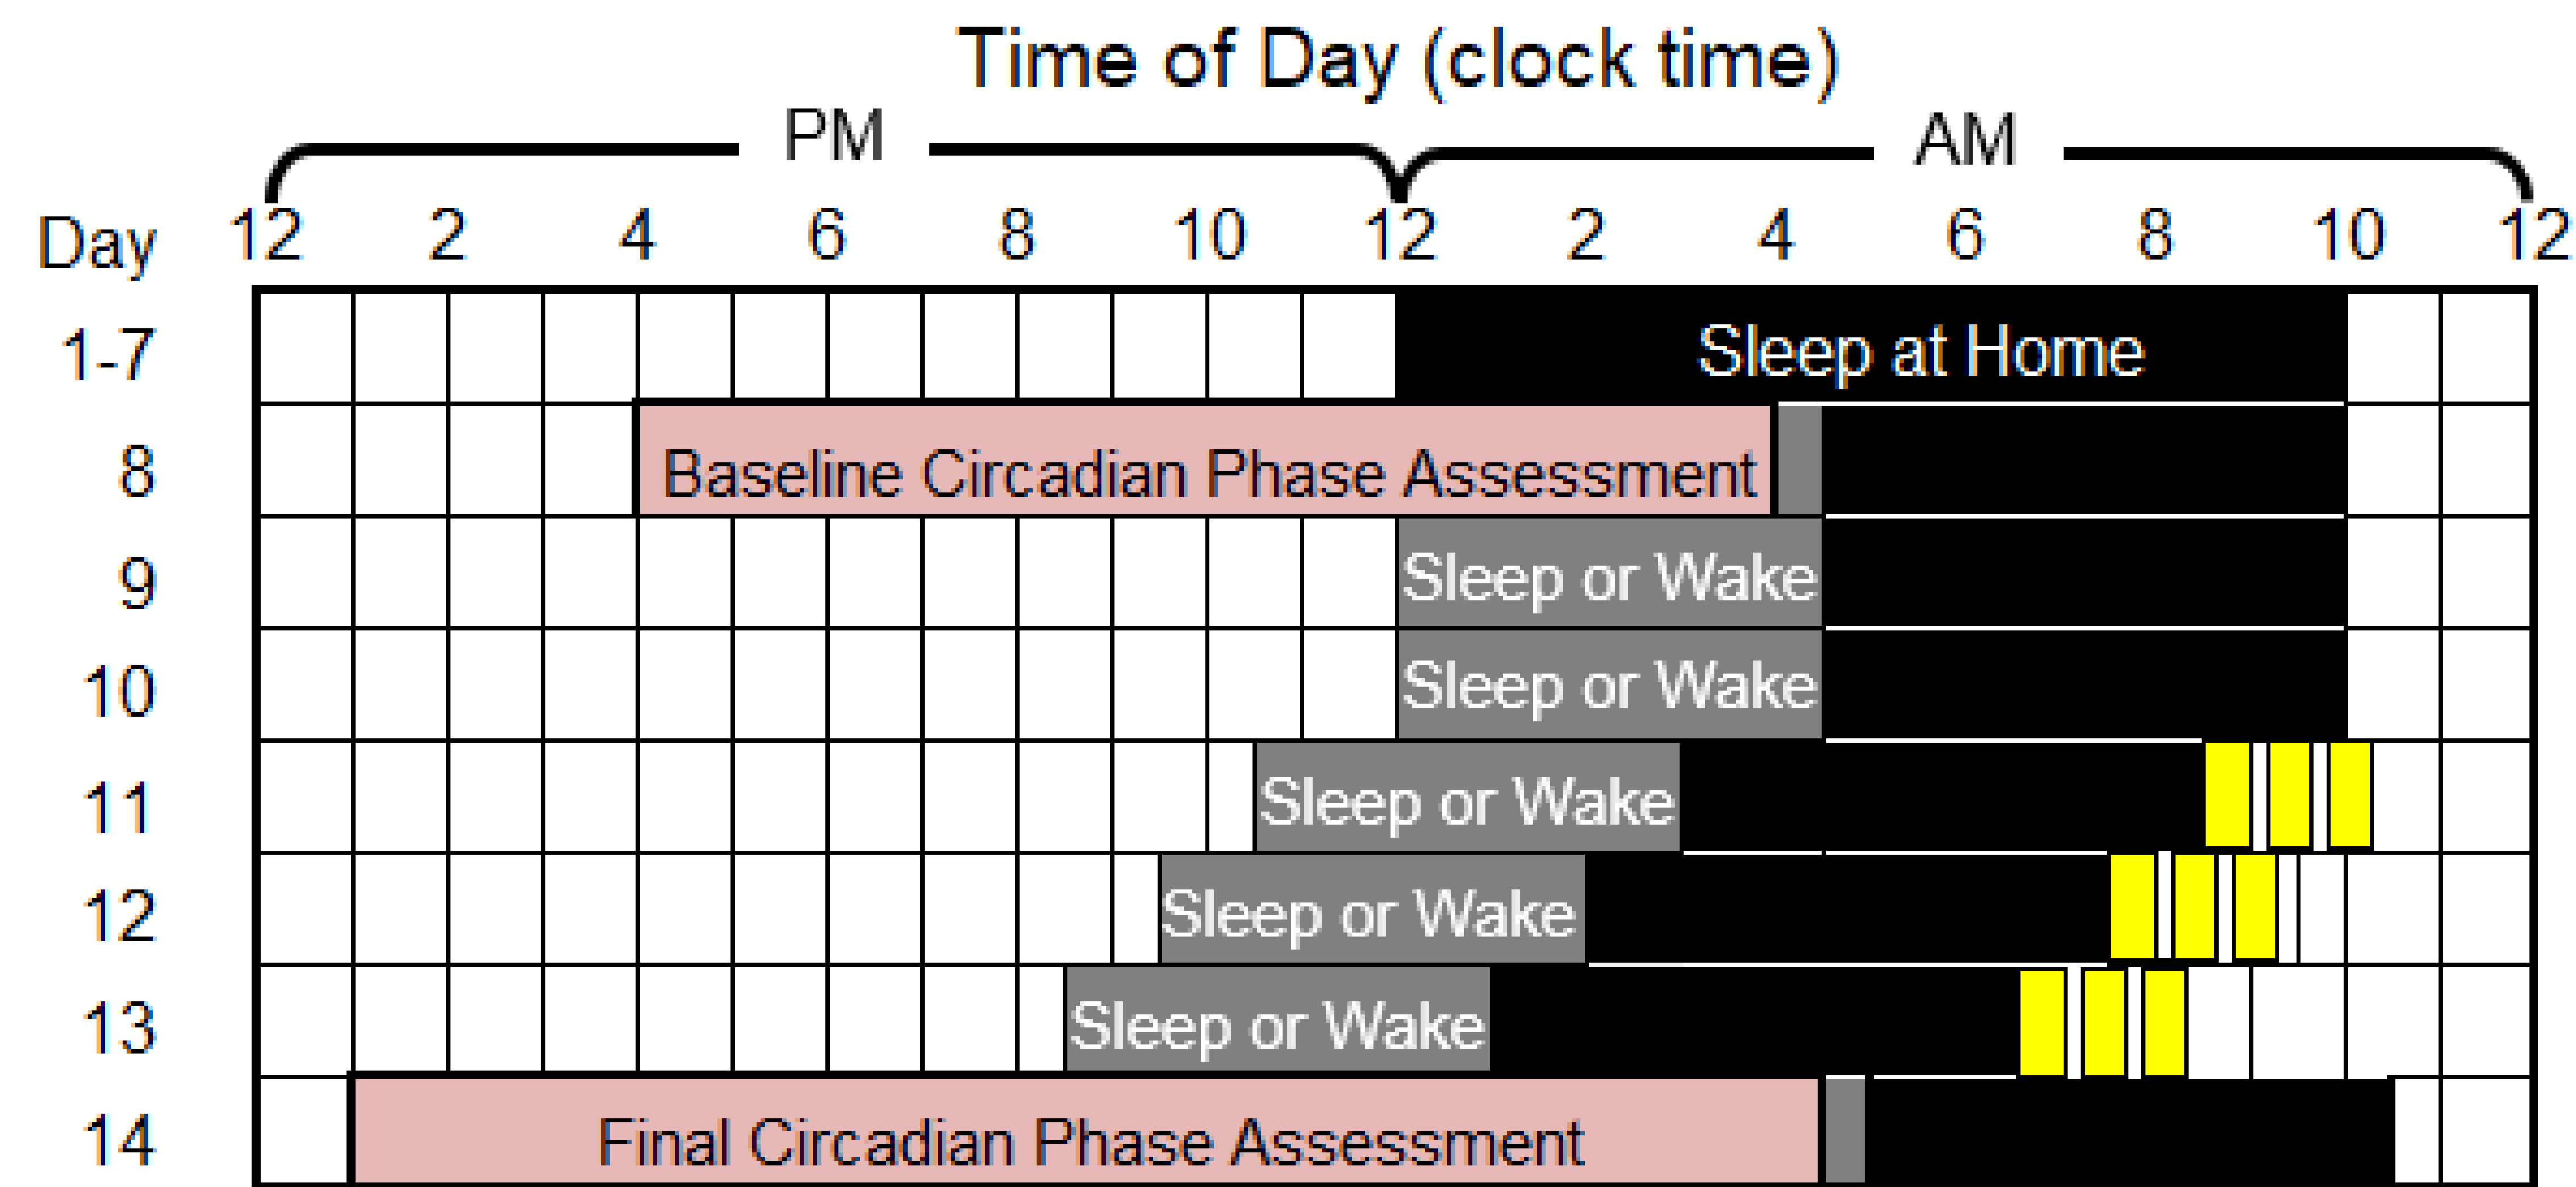 Time of Day (clock time)
PM AM
Day 12 2 4 6 8 10 12 2 4 6 8 10 12
1-7 Sleep at Home
8 Baseline Circadian Phase Assessment
9 Sleep or Wake
10 Sleep or Wake
11 Sleep or Wake
12 Sleep or Wake
13 Sleep or Wake
14 Final Circadian Phase Assessment